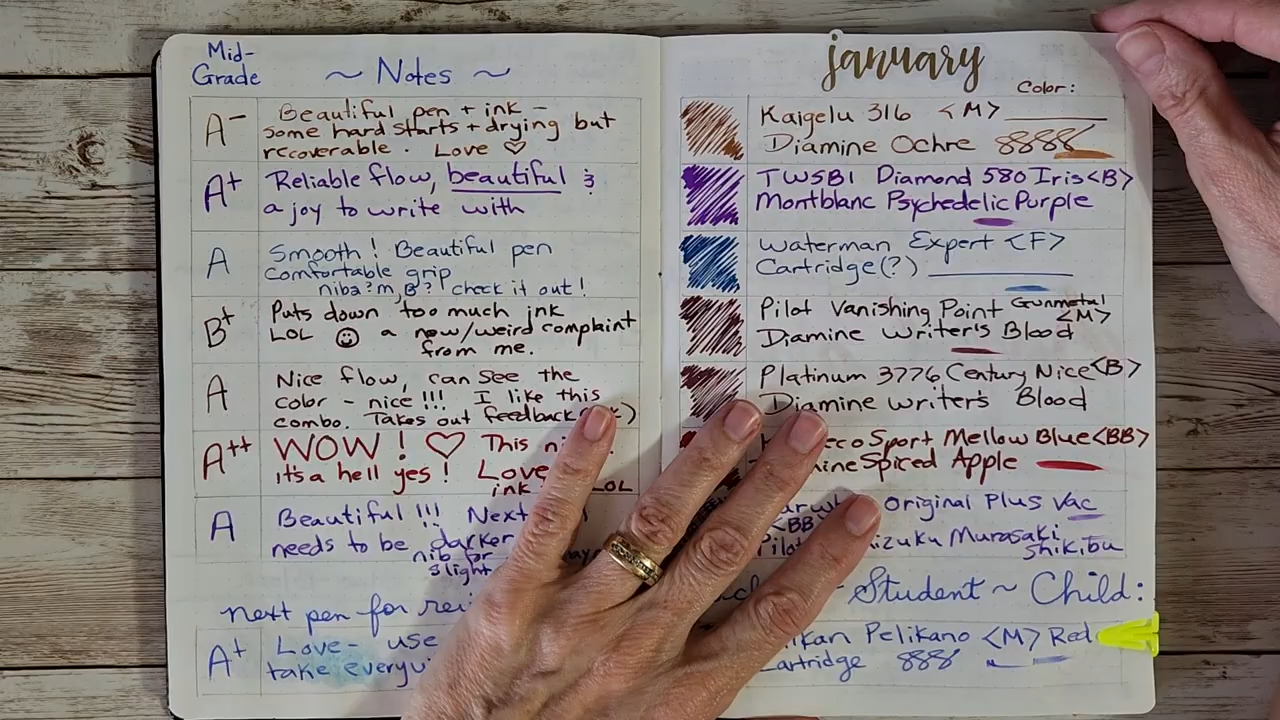 Mid-
Grade
~ Notes ~
A- Beautiful pen + ink -
some hard starts + drying but
recoverable. Love ♡
A+ Reliable flow, beautiful &
a joy to write with
A Smooth! Beautiful pen
comfortable grip
nibs? m, B? check it out!
B+ Puts down too much ink
LOL ☺ a new/weird complaint
from me.
A Nice flow, can see the
color - nice!!! I like this
combo. Takes out feedback
A++ WOW! ♡ This
it's a hell yes! Love
ink LOL
A Beautiful!!! Next
needs to be darker
nib for
slight
next pen for
A+ Love - use
take
january
Color:
Kaigelu 316 <M>
Diamine Ochre 8888
TWSBI Diamond 580 Iris <B>
Montblanc Psychedelic Purple
Waterman Expert <F>
Cartridge(?)
Pilot Vanishing Point Gunmetal
<M>
Diamine Writer's Blood
Platinum 3776 Century Nice <B>
Diamine Writer's Blood
Sport Mellow Blue <BB>
Spiced Apple
Original Plus Vac
<BB
Murasaki
Shikibu
Student ~ Child:
Pelikano <M> Red
Cartridge 888